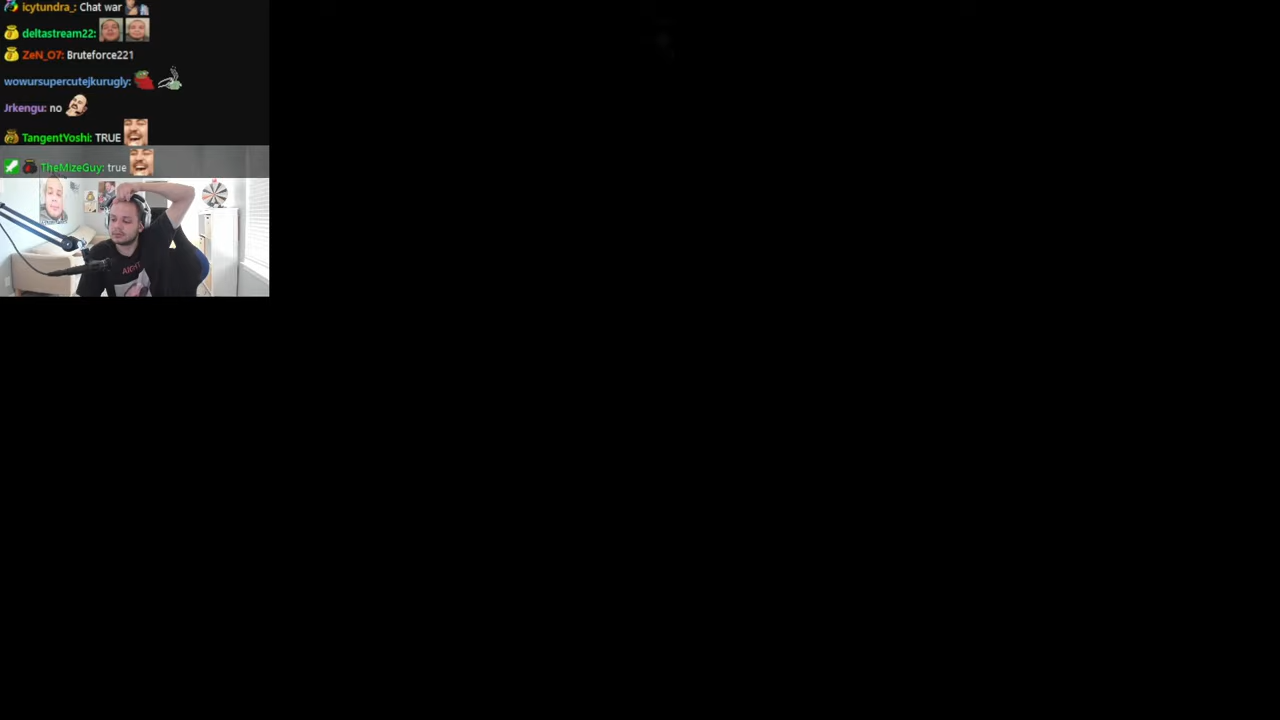 icytundra_: Chat war
deltastream22:
ZeN_O7: Bruteforce221
wowursupercutejkurugly:
Jrkengu: no
TangentYoshi: TRUE
TheMizeGuy: true